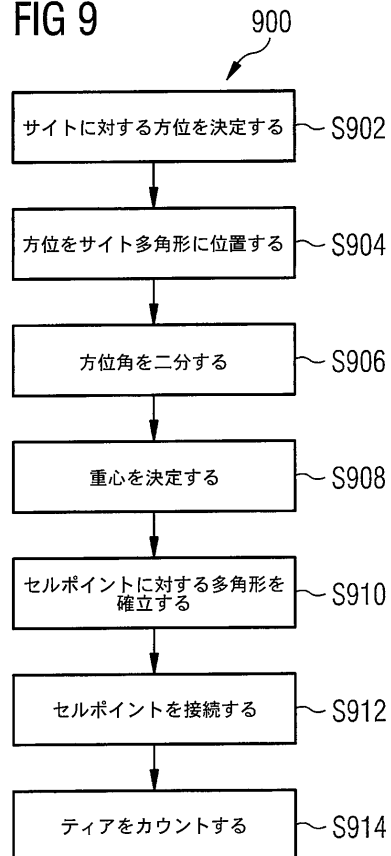 FIG 9
900
サイトに対する方位を決定する
S902
方位をサイト多角形に位置する
S904
方位角を二分する
S906
重心を決定する
S908
セルポイントに対する多角形を
確立する
S910
セルポイントを接続する
S912
ティアをカウントする
S914